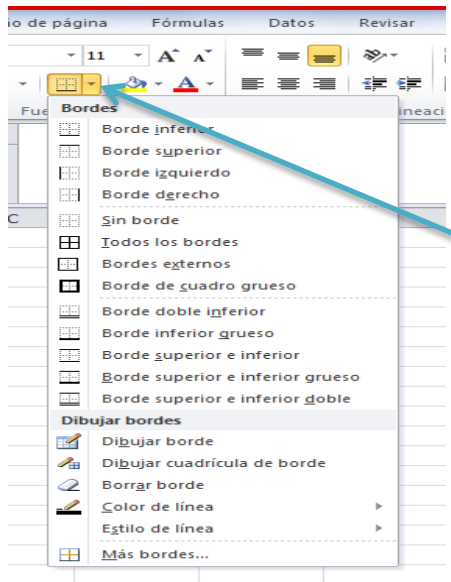 ño de página Fórmulas Datos Revisar
11 A A
A
Fue ineaci
Bordes
Borde inferior
Borde superior
Borde izquierdo
Borde derecho
Sin borde
Todos los bordes
Bordes externos
Borde de cuadro grueso
Borde doble inferior
Borde inferior grueso
Borde superior e inferior
Borde superior e inferior grueso
Borde superior e inferior doble
Dibujar bordes
Dibujar borde
Dibujar cuadrícula de borde
Borrar borde
Color de línea
Estilo de línea
Más bordes...
C